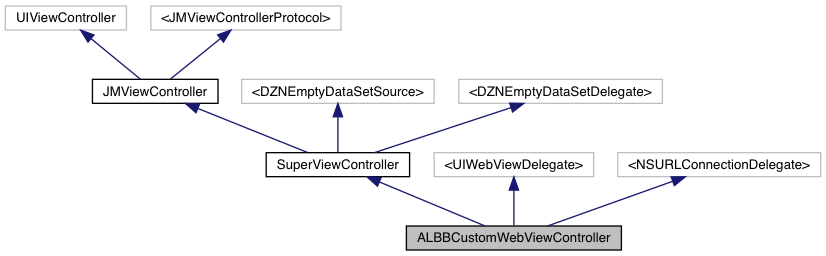 UIViewController
<JMViewControllerProtocol>
JMViewController
<DZNEmptyDataSetSource>
<DZNEmptyDataSetDelegate>
SuperViewController
<UIWebViewDelegate>
<NSURLConnectionDelegate>
ALBBCustomWebViewController